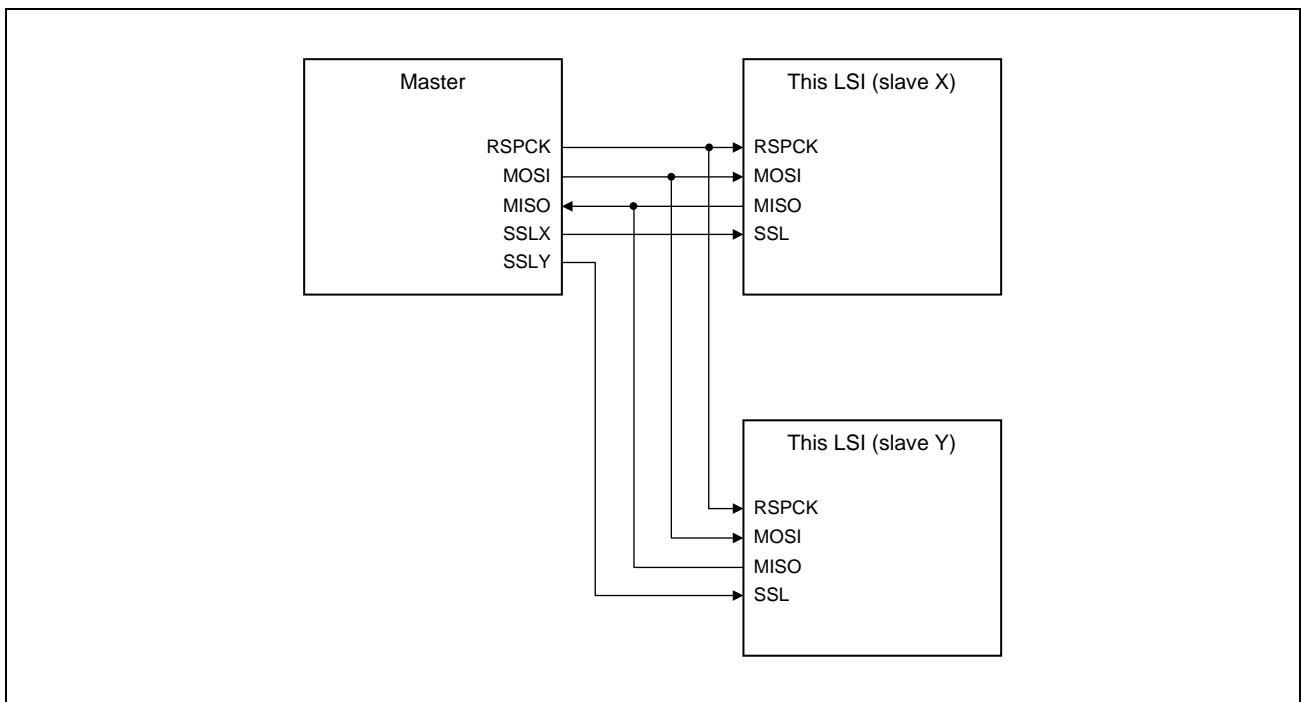 Master
RSPCK
MOSI
MISO
SSLX
SSLY
This LSI (slave X)
RSPCK
MOSI
MISO
SSL
This LSI (slave Y)
RSPCK
MOSI
MISO
SSL